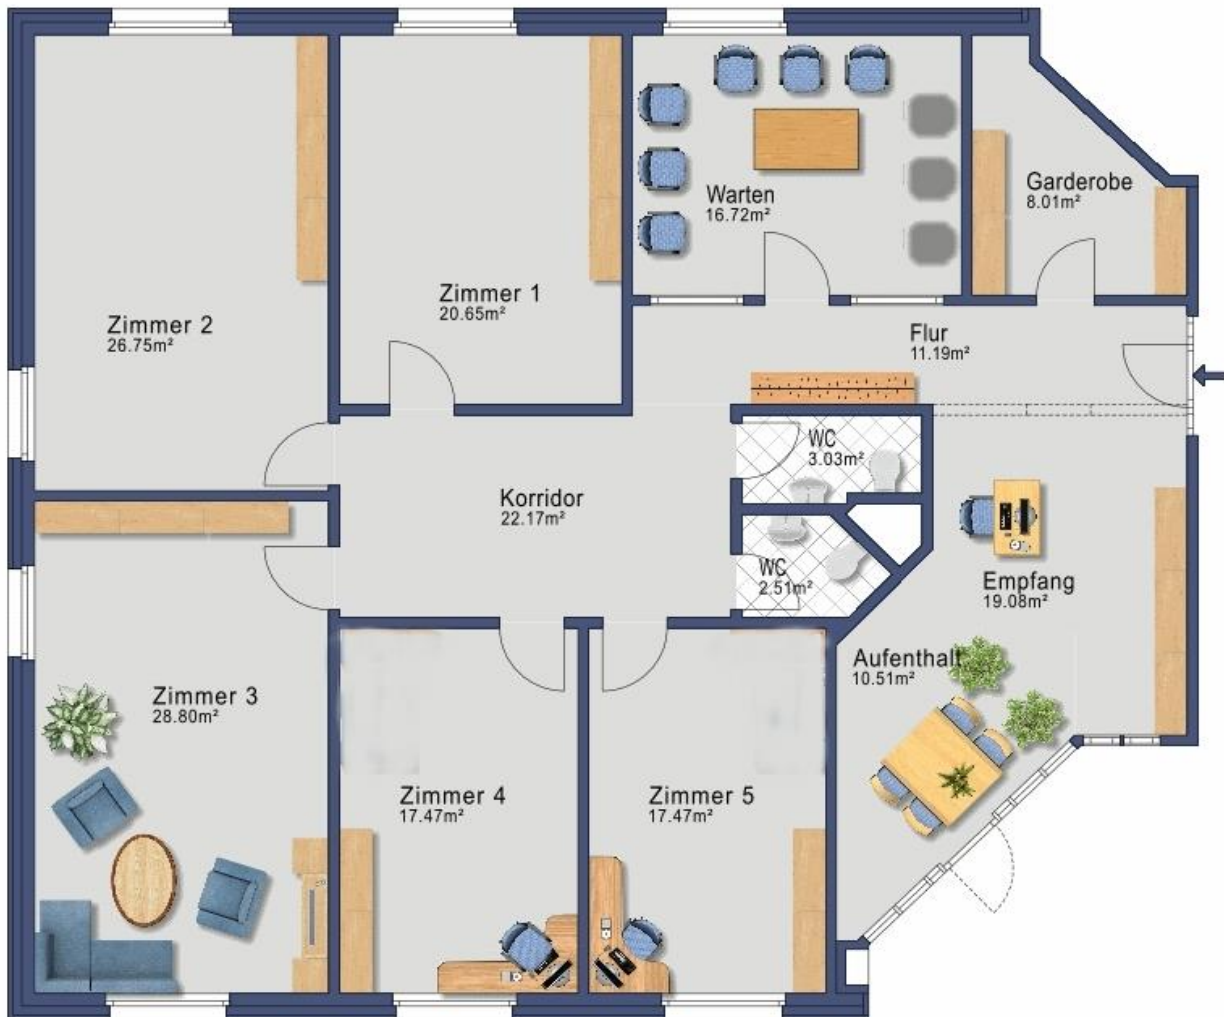 Warten
16.72m²
Garderobe
8.01m²
Zimmer 1
20.65m²
Zimmer 2
26.75m²
Flur
11.19m²
WC
3.03m²
Korridor
22.17m²
WC
2.51m²
Empfang
19.08m²
Aufenthalt
10.51m²
Zimmer 3
28.80m²
Zimmer 4
17.47m²
Zimmer 5
17.47m²